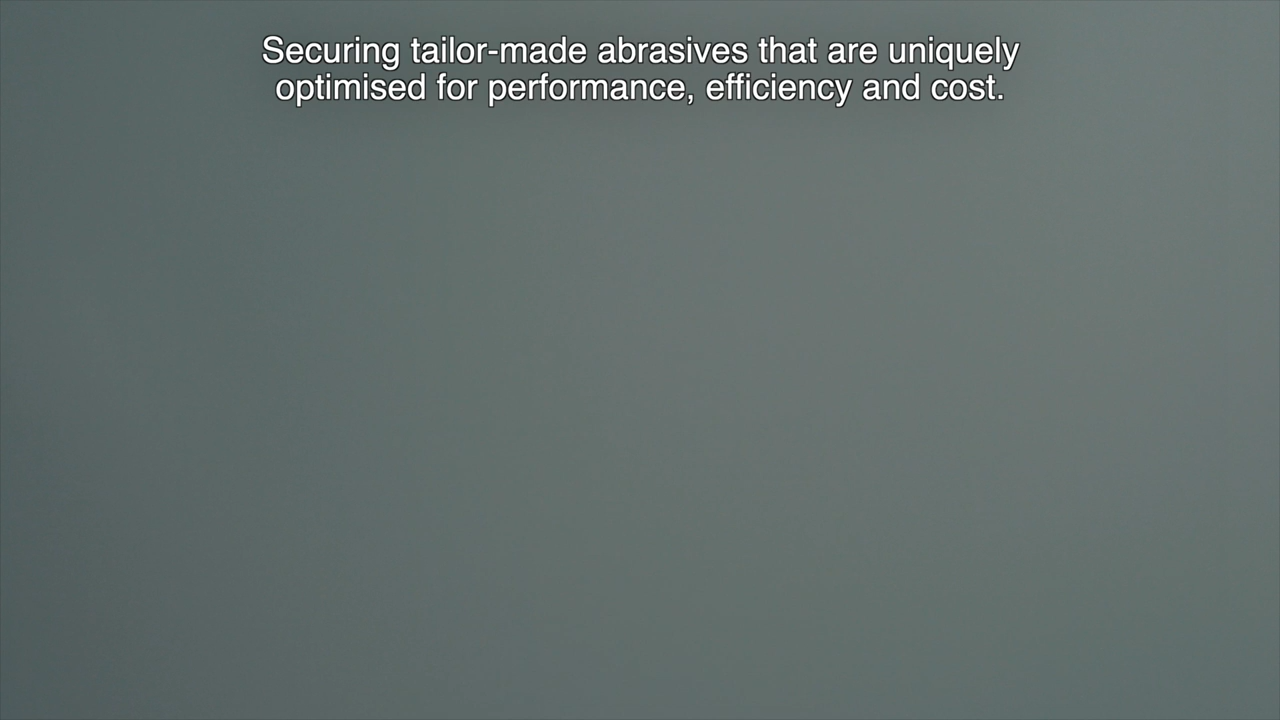 Securing tailor-made abrasives that are uniquely
optimised for performance, efficiency and cost.